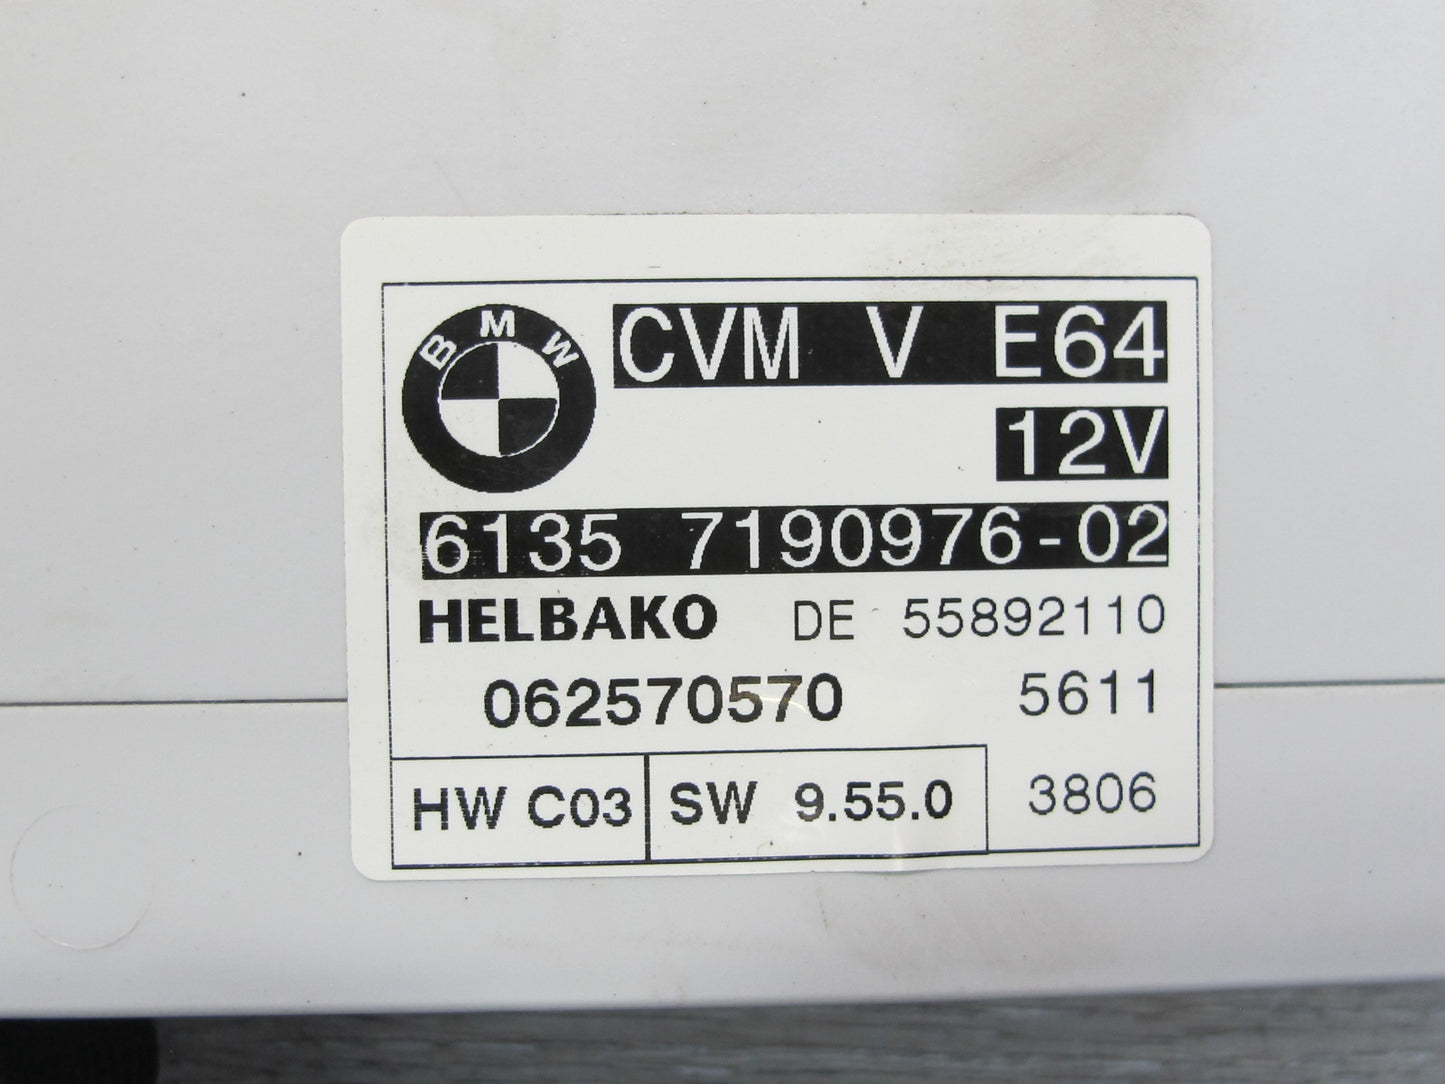 BMW
CVM V E64
12V
6135 7190976-02
HELBAKO DE 55892110
062570570 5611
HW C03 SW 9.55.0 3806